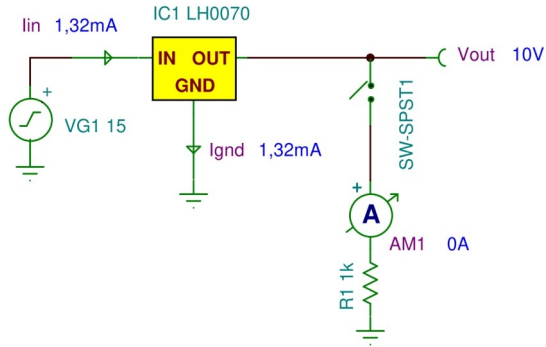 IC1 LH0070
Iin 1,32mA
IN OUT
GND
Vout 10V
+
VG1 15
SW-SPST1
Ignd 1,32mA
+
A
AM1 0A
R1 1k